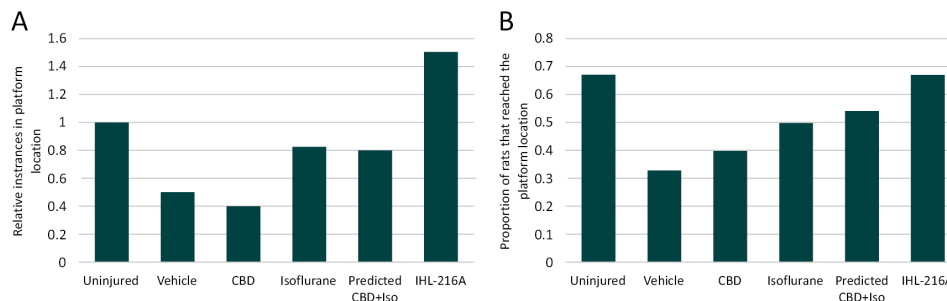 A
Relative instrances in platform
location
1.6
1.4
1.2
1
0.8
0.6
0.4
0.2
0
Uninjured
Vehicle
CBD
Isoflurane
Predicted
CBD+Iso
IHL-216A
B
Proportion of rats that reached the
platform location
0.8
0.7
0.6
0.5
0.4
0.3
0.2
0.1
0
Uninjured
Vehicle
CBD
Isoflurane
Predicted
CBD+Iso
IHL-216A